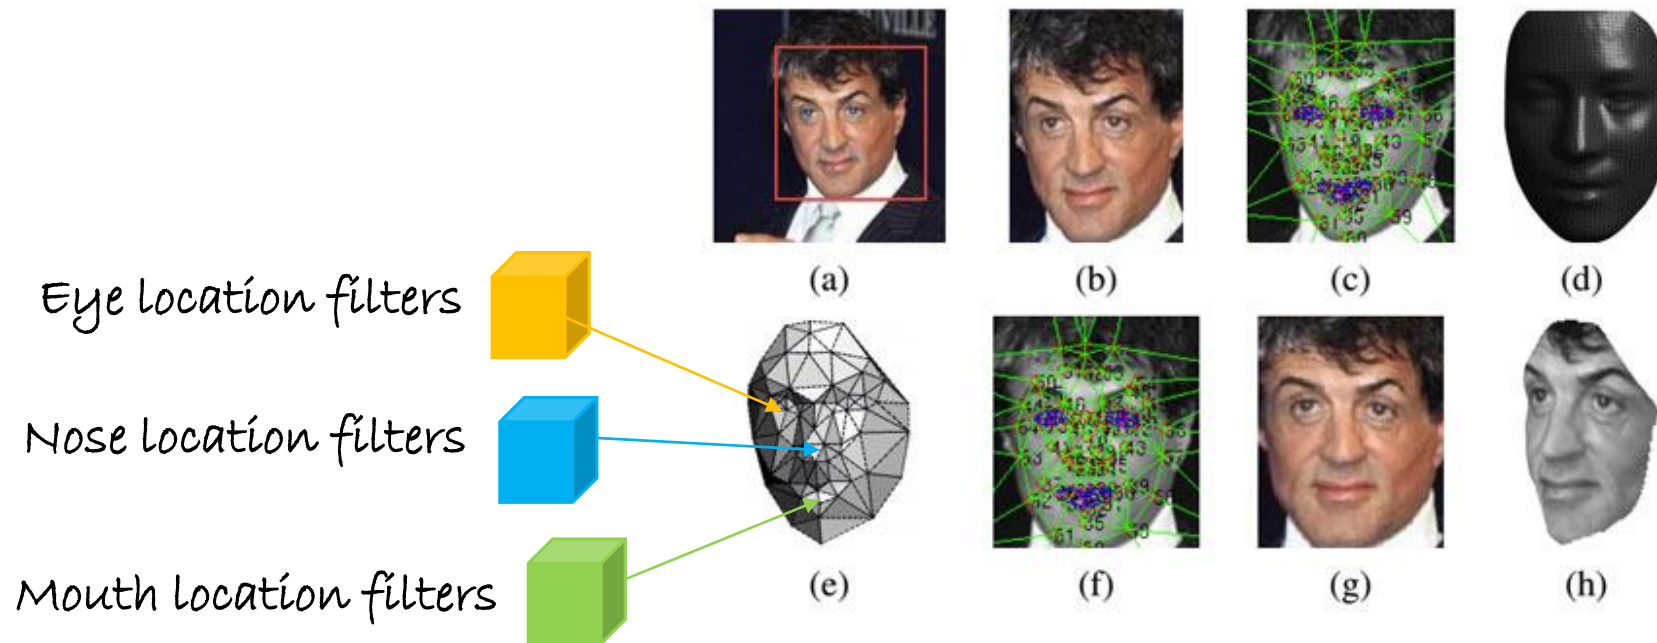 (a)
(b)
(c)
(d)
Eye location filters
Nose location filters
Mouth location filters
(e)
(f)
(g)
(h)